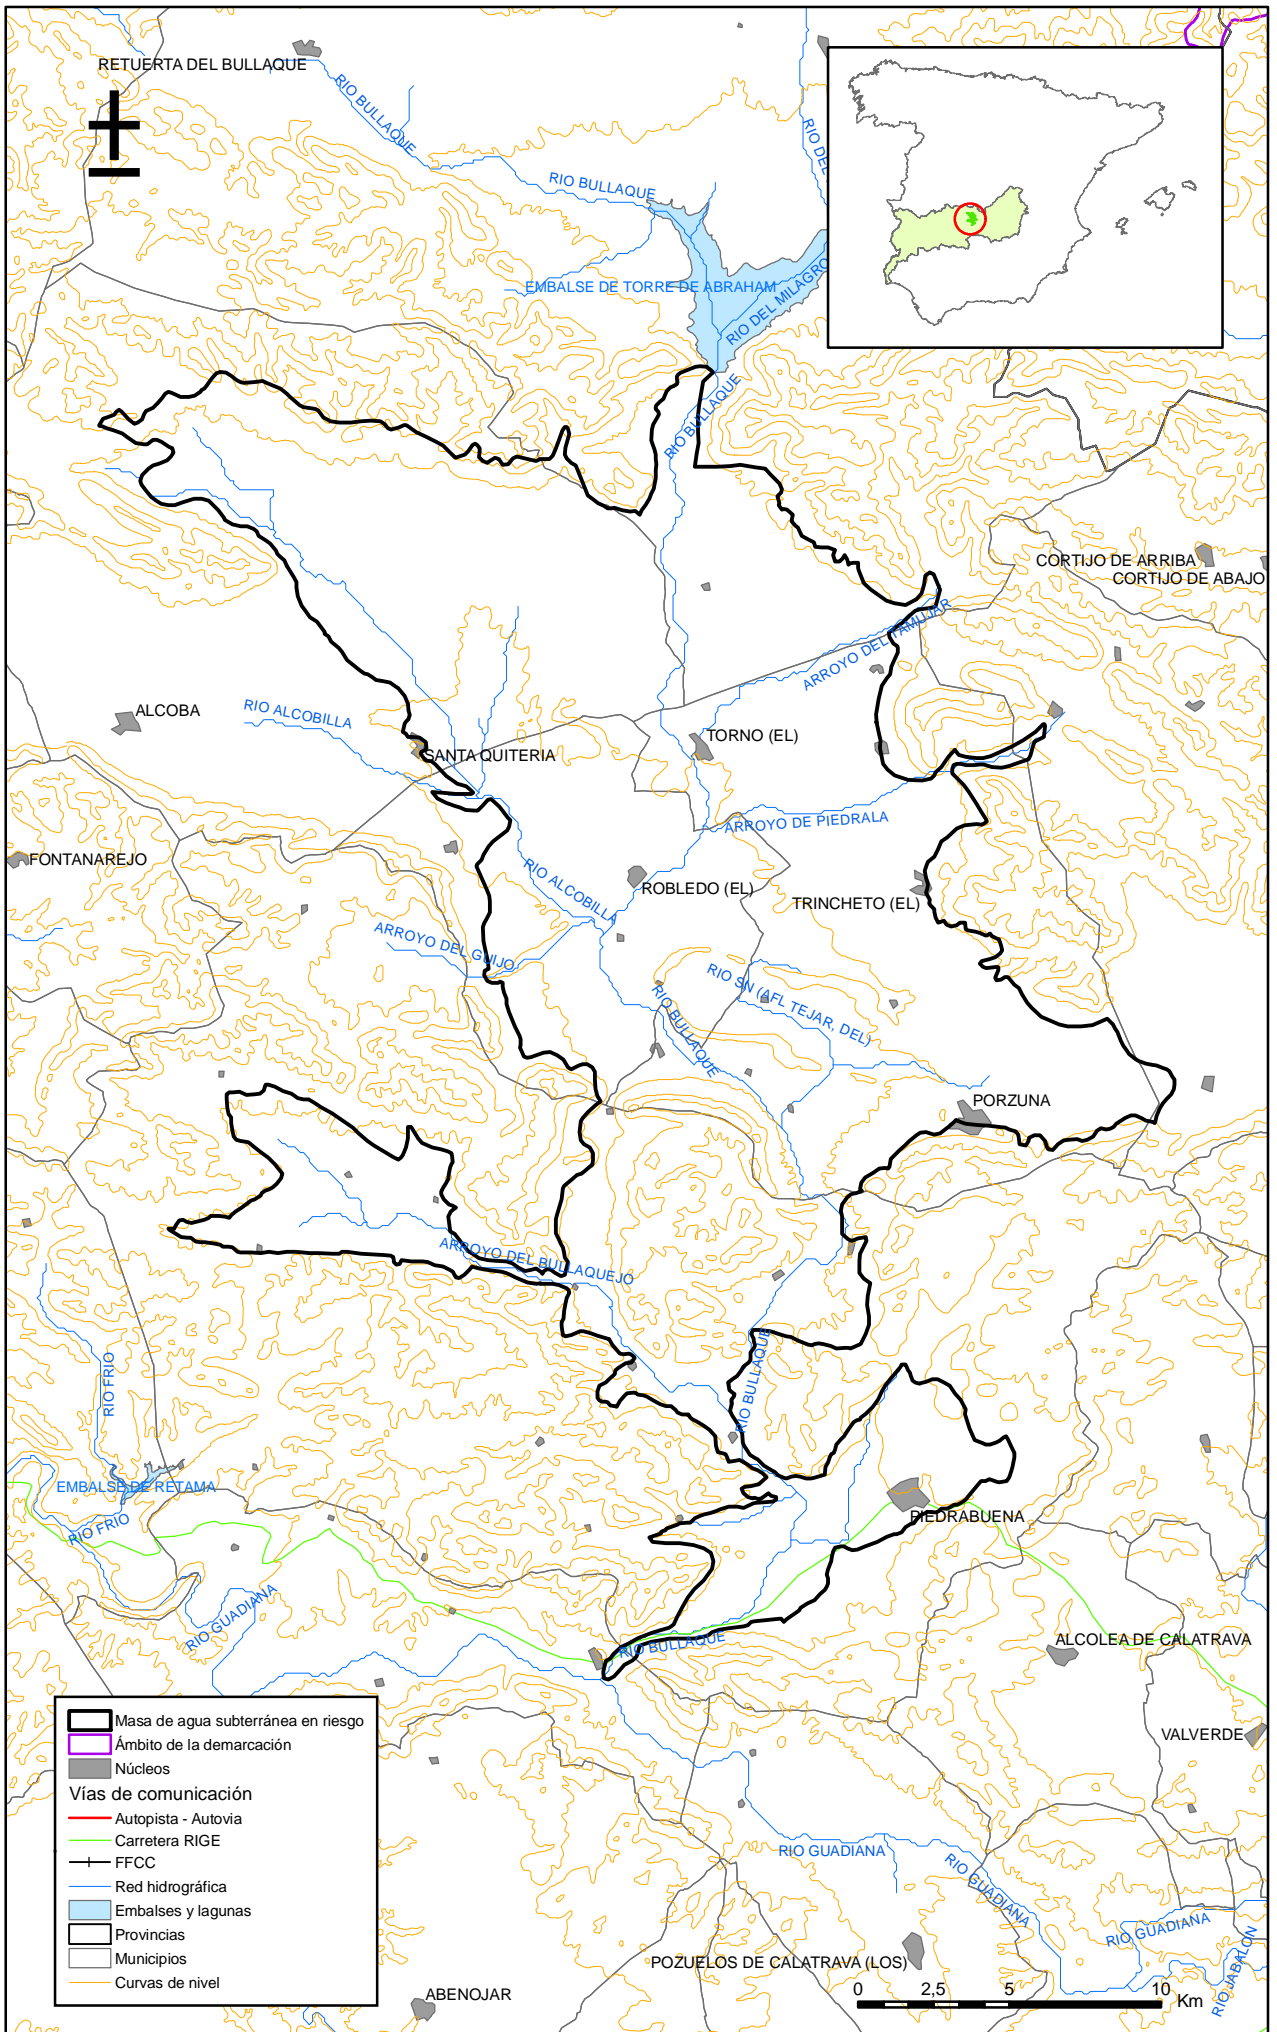 RETUERTA DEL BULLAQUE
RIO BULLAQUE
RIO BULLAQUE
RIO DEL
EMBALSE DE TORRE DE ABRAHAM
RIO DEL MILAGRO
RIO BULLAQUE
CORTIJO DE ARRIBA
CORTIJO DE ABAJO
ARROYO DEL TAMUJAR
ALCOBA
RIO ALCOBILLA
SANTA QUITERIA
TORNO (EL)
ARROYO DE PIEDRALA
FONTANAREJO
RIO ALCOBILLA
ROBLEDO (EL)
TRINCHETO (EL)
ARROYO DEL GUIJO
RIO SN (AFL TEJAR, DEL)
RIO BULLAQUE
PORZUNA
ARROYO DEL BULLAQUEJO
RIO FRIO
RIO BULLAQUE
EMBALSE DE RETAMA
RIO FRIO
PIEDRABUENA
RIO GUADIANA
RIO BULLAQUE
ALCOLEA DE CALATRAVA
VALVERDE
Masa de agua subterránea en riesgo
Ámbito de la demarcación
Núcleos
Vías de comunicación
Autopista - Autovia
Carretera RIGE
FFCC
Red hidrográfica
Embalses y lagunas
Provincias
Municipios
Curvas de nivel
RIO GUADIANA
RIO GUADIANA
RIO GUADIANA
RIO JABALON
POZUELOS DE CALATRAVA (LOS)
ABENOJAR
0 2,5 5 10
Km